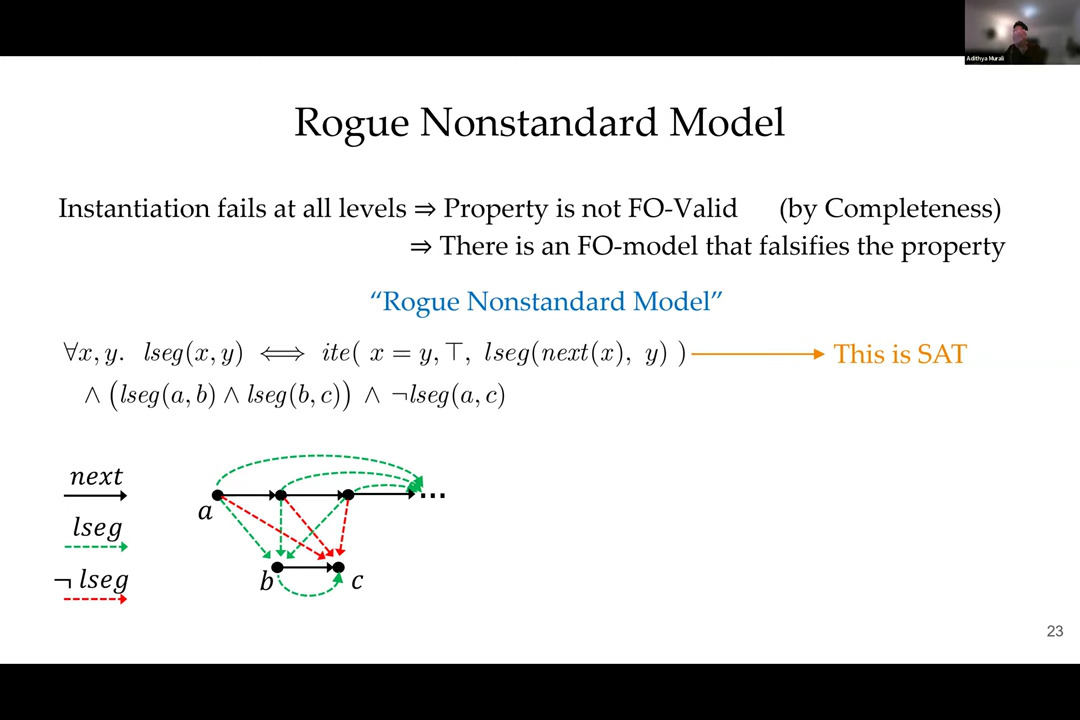 Adithya Murali
Rogue Nonstandard Model
Instantiation fails at all levels ⇒ Property is not FO-Valid (by Completeness)
⇒ There is an FO-model that falsifies the property
“Rogue Nonstandard Model”
∀x, y. lseg(x, y) ⟺ ite( x = y, ⊤, lseg(next(x), y) ) This is SAT
∧ (lseg(a, b) ∧ lseg(b, c)) ∧ ¬lseg(a, c)
next
...
a
lseg
¬ lseg
b c
23